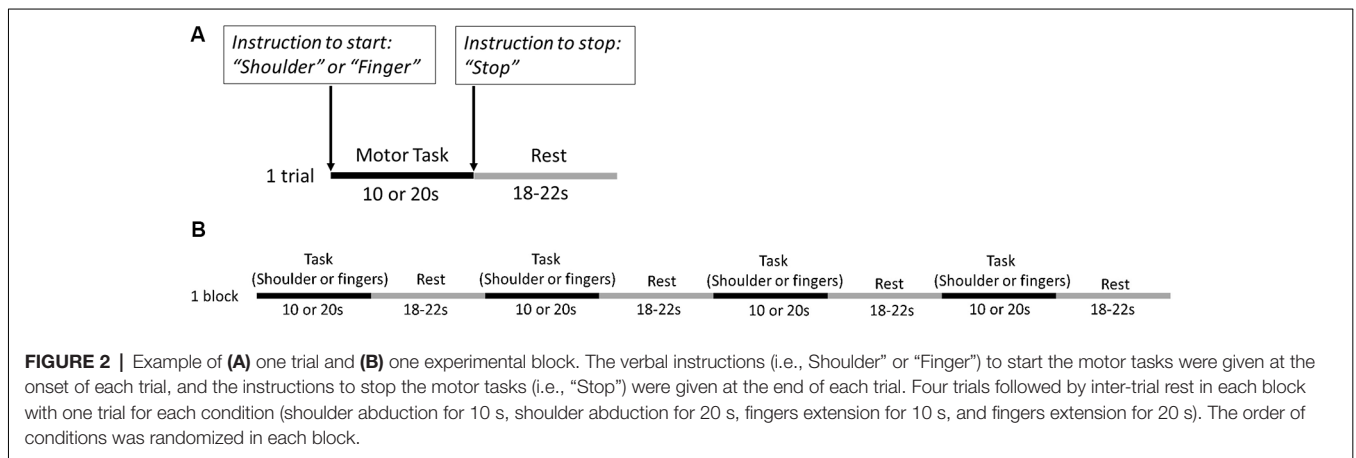 A
Instruction to start:
“Shoulder” or “Finger”
Instruction to stop:
“Stop”
Motor Task
Rest
1 trial
10 or 20s
18-22s
B
Task
(Shoulder or fingers)
Rest
Task
(Shoulder or fingers)
Rest
Task
(Shoulder or fingers)
Rest
Task
(Shoulder or fingers)
Rest
1 block
10 or 20s
18-22s
10 or 20s
18-22s
10 or 20s
18-22s
10 or 20s
18-22s
FIGURE 2 | Example of (A) one trial and (B) one experimental block. The verbal instructions (i.e., Shoulder” or “Finger”) to start the motor tasks were given at the
onset of each trial, and the instructions to stop the motor tasks (i.e., “Stop”) were given at the end of each trial. Four trials followed by inter-trial rest in each block
with one trial for each condition (shoulder abduction for 10 s, shoulder abduction for 20 s, fingers extension for 10 s, and fingers extension for 20 s). The order of
conditions was randomized in each block.